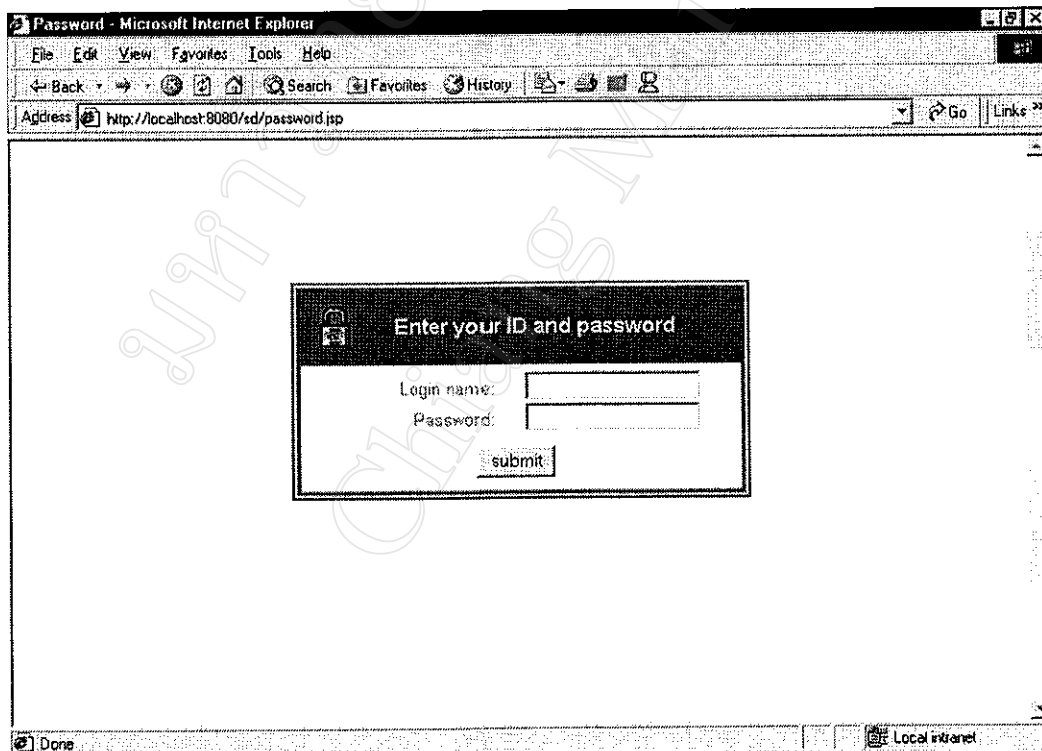 Password - Microsoft Internet Explorer
File Edit View Favorites Tools Help
Back Search Favorites History
Address http://localhost:8080/sd/password.jsp Go Links »
Enter your ID and password
Login name:
Password:
submit
Done Local intranet
Chiang M